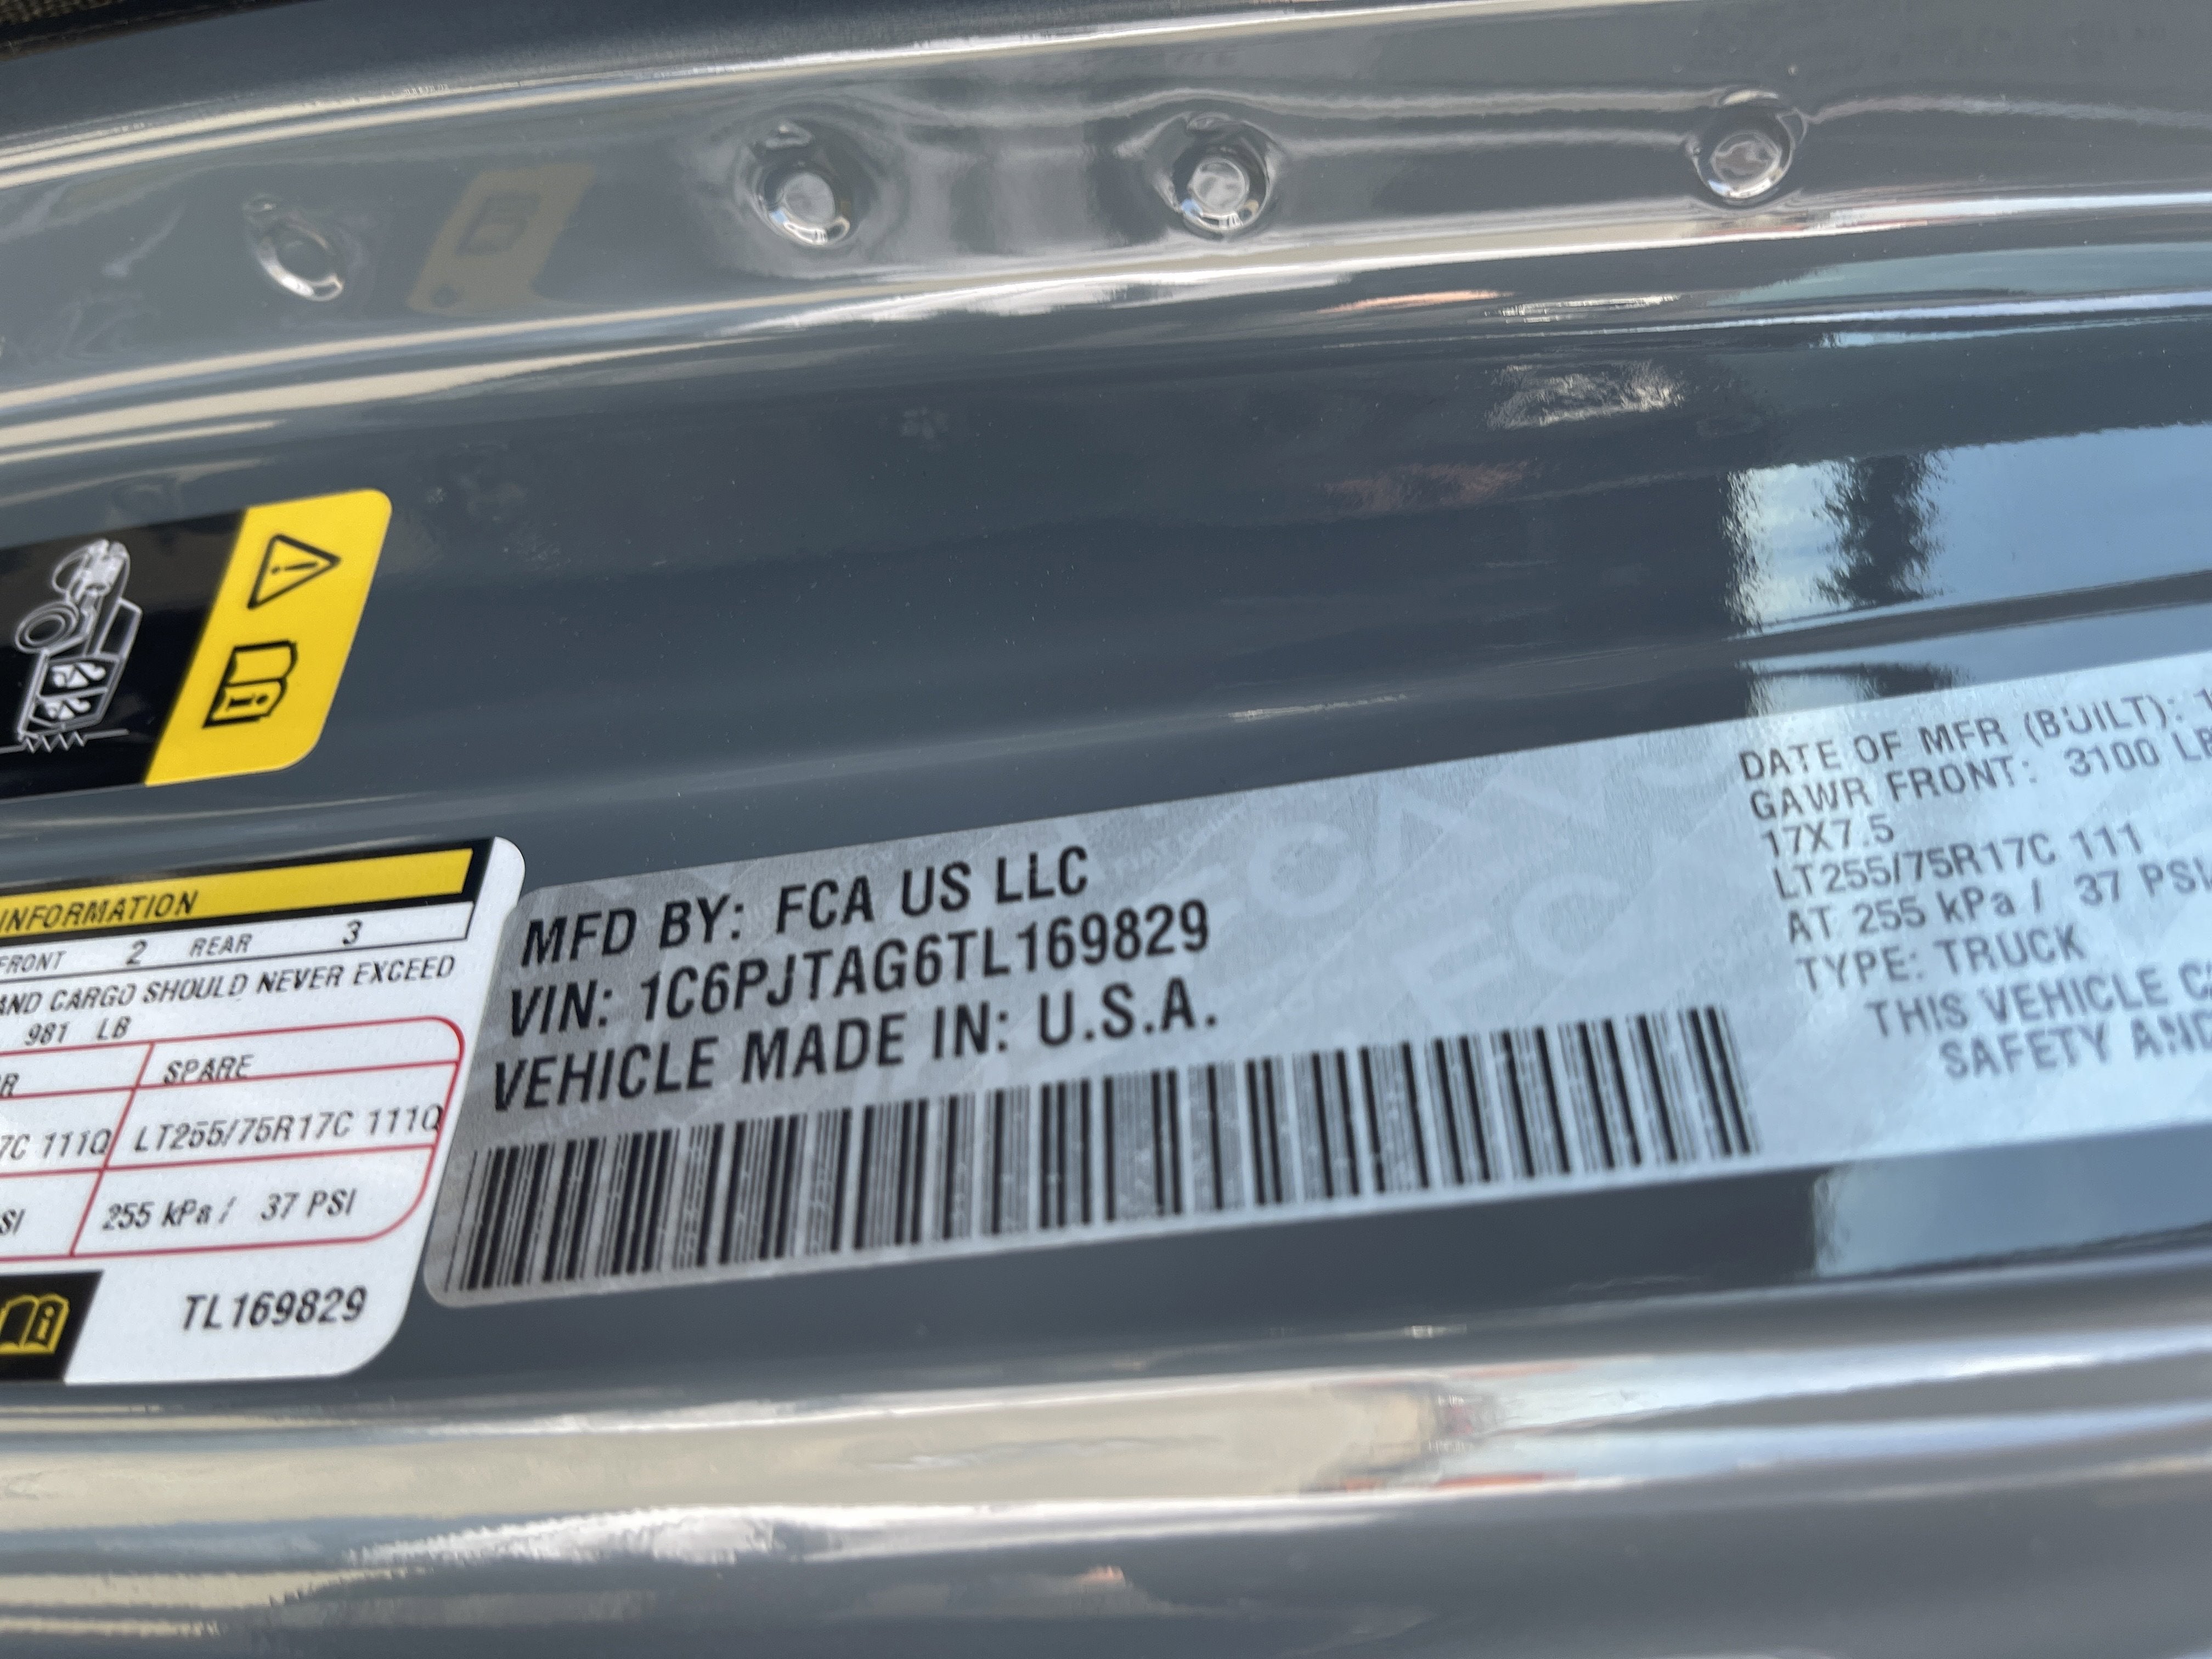 INFORMATION
FRONT 2 REAR 3
AND CARGO SHOULD NEVER EXCEED
981 LB
R SPARE
7C 111Q LT255/75R17C 111Q
SI 255 kPa / 37 PSI
TL169829
MFD BY: FCA US LLC
VIN: 1C6PJTAG6TL169829
VEHICLE MADE IN: U.S.A.
DATE OF MFR (BUILT): 1
GAWR FRONT: 3100 LB
17X7.5
LT255/75R17C 111
AT 255 kPa / 37 PSI
TYPE: TRUCK
THIS VEHICLE C
SAFETY AND